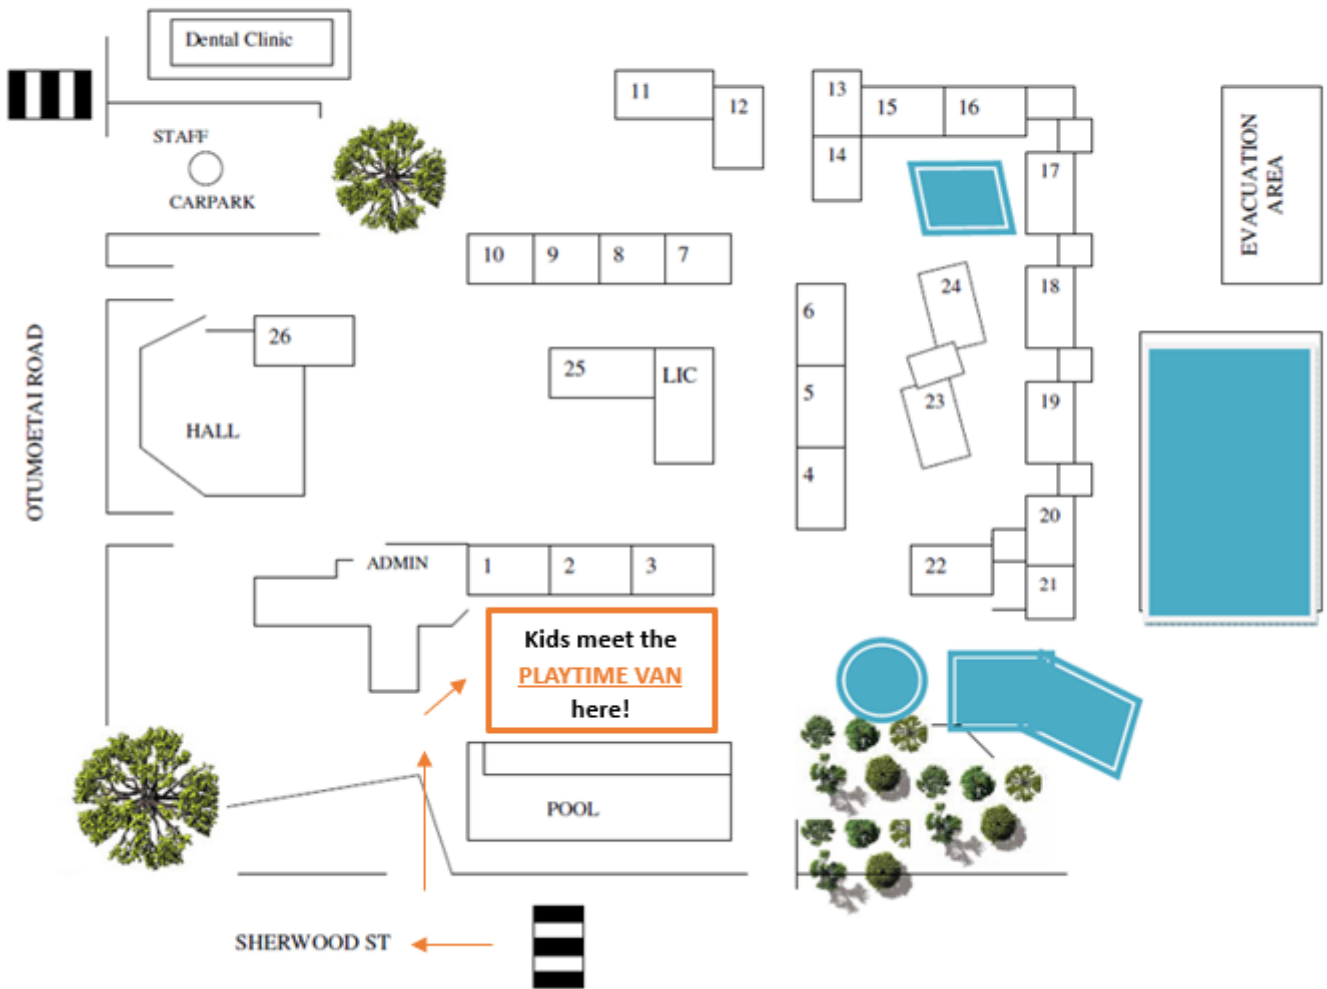 Dental Clinic
STAFF
CARPARK
11
12
13
15
16
14
17
EVACUATION
AREA
10
9
8
7
24
18
6
26
25
LIC
5
23
19
HALL
OTUMOETAI ROAD
4
20
ADMIN
1
2
3
22
21
Kids meet the
PLAYTIME VAN
here!
POOL
SHERWOOD ST